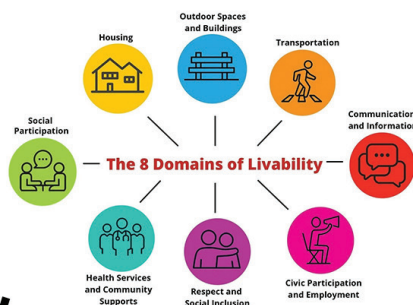 Outdoor Spaces
and Buildings
Housing
Transportation
Social
Participation
Communication
and Information
The 8 Domains of Livability
Health Services
and Community
Supports
Respect and
Social Inclusion
Civic Participation
and Employment